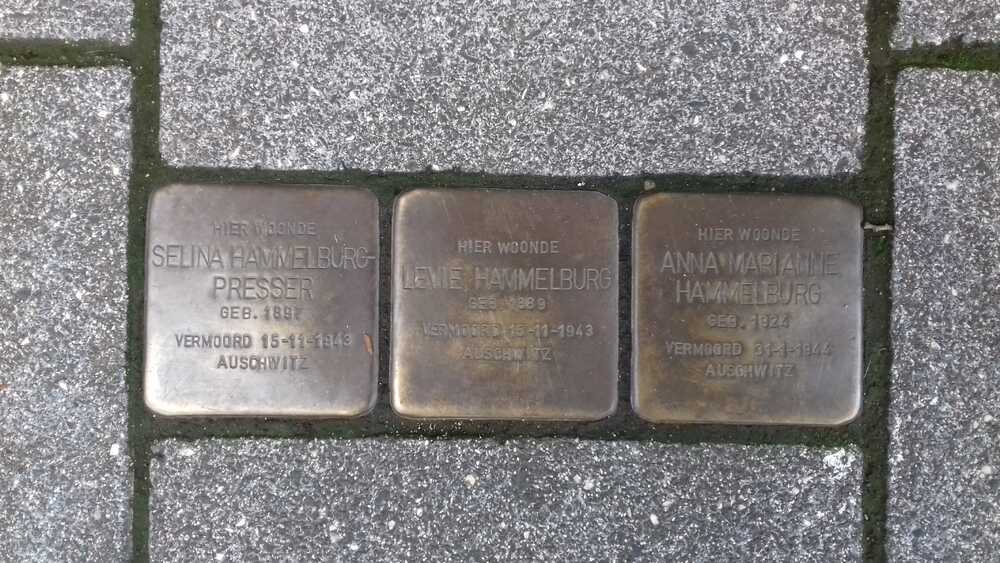 HIER WOONDE
SELINA HAMMELBURG-
PRESSER
GEB. 1897
VERMOORD 15-11-1943
AUSCHWITZ
HIER WOONDE
LEVIE HAMMELBURG
GEB. 1889
VERMOORD 15-11-1943
AUSCHWITZ
HIER WOONDE
ANNA MARIANNE
HAMMELBURG
GEB. 1924
VERMOORD 31-1-1944
AUSCHWITZ